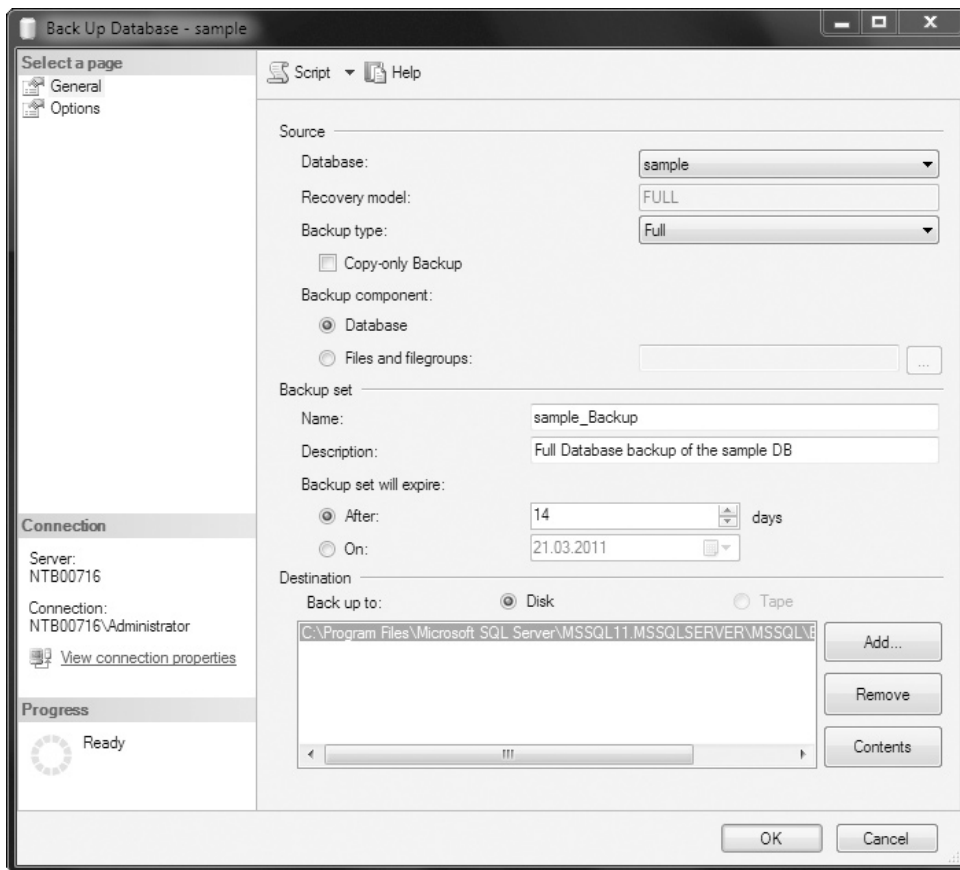 Back Up Database - sample
Select a page
General
Options
Script Help
Source
Database: sample
Recovery model: FULL
Backup type: Full
Copy-only Backup
Backup component:
Database
Files and filegroups: ...
Backup set
Name: sample_Backup
Description: Full Database backup of the sample DB
Backup set will expire:
After: 14 days
On: 21.03.2011
Destination
Back up to: Disk Tape
C:\Program Files\Microsoft SQL Server\MSSQL11.MSSQLSERVER\MSSQL\
Add...
Remove
Contents
Connection
Server:
NTB00716
Connection:
NTB00716\Administrator
View connection properties
Progress
Ready
OK Cancel